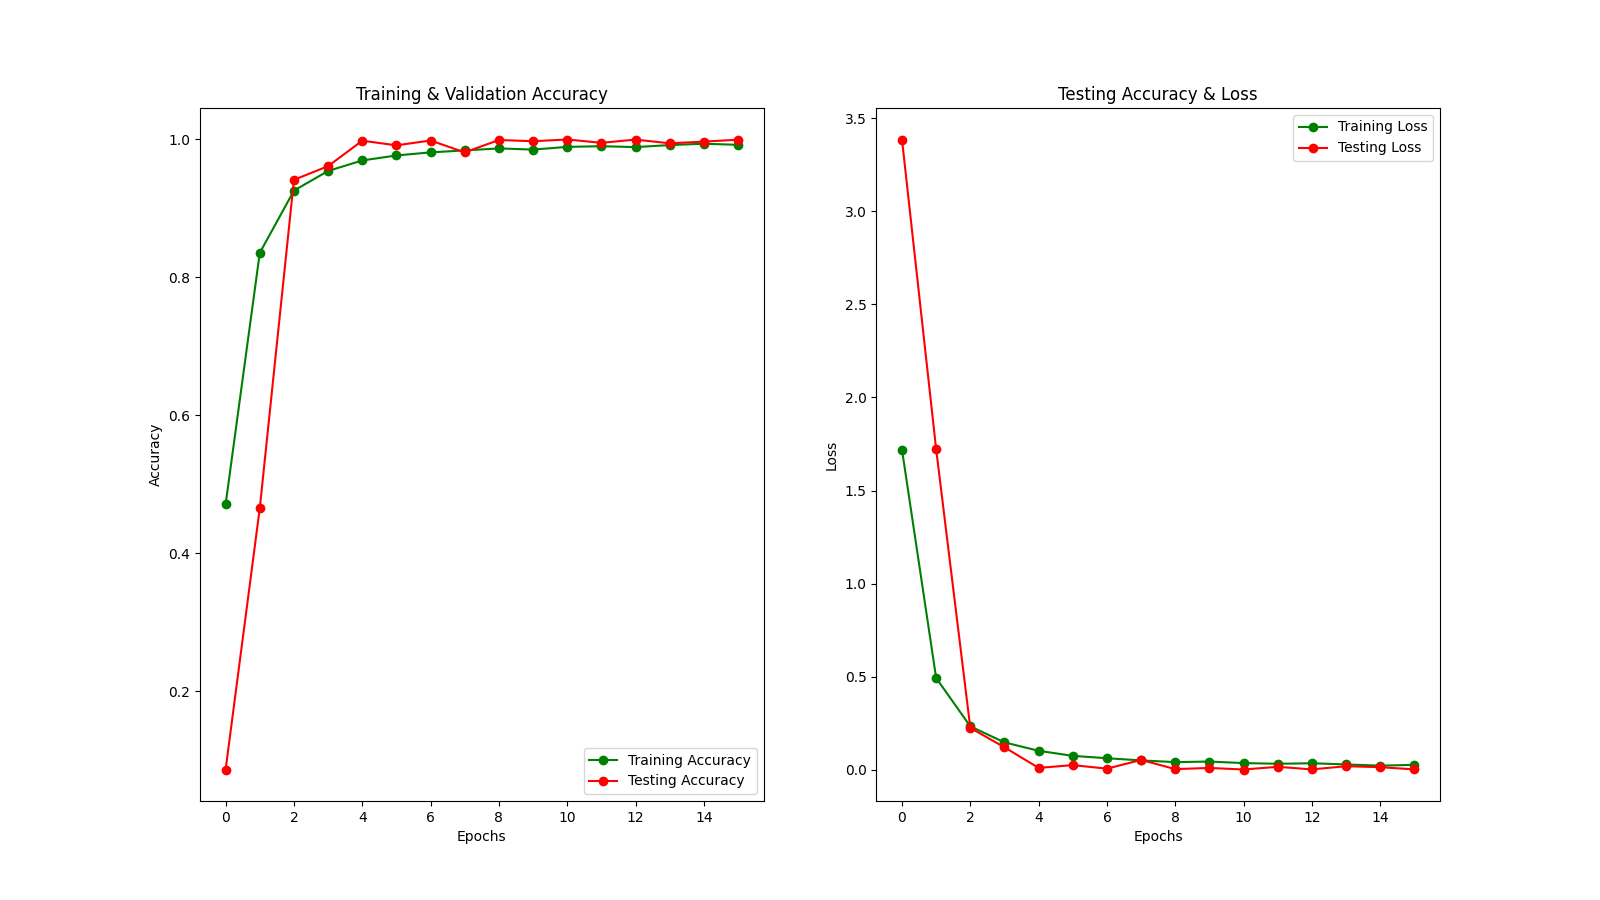 Training & Validation Accuracy
1.0
0.8
0.6
0.4
0.2
Accuracy
Training Accuracy
Testing Accuracy
0 2 4 6 8 10 12 14
Epochs
Testing Accuracy & Loss
3.5
3.0
2.5
2.0
1.5
1.0
0.5
0.0
Loss
Training Loss
Testing Loss
0 2 4 6 8 10 12 14
Epochs